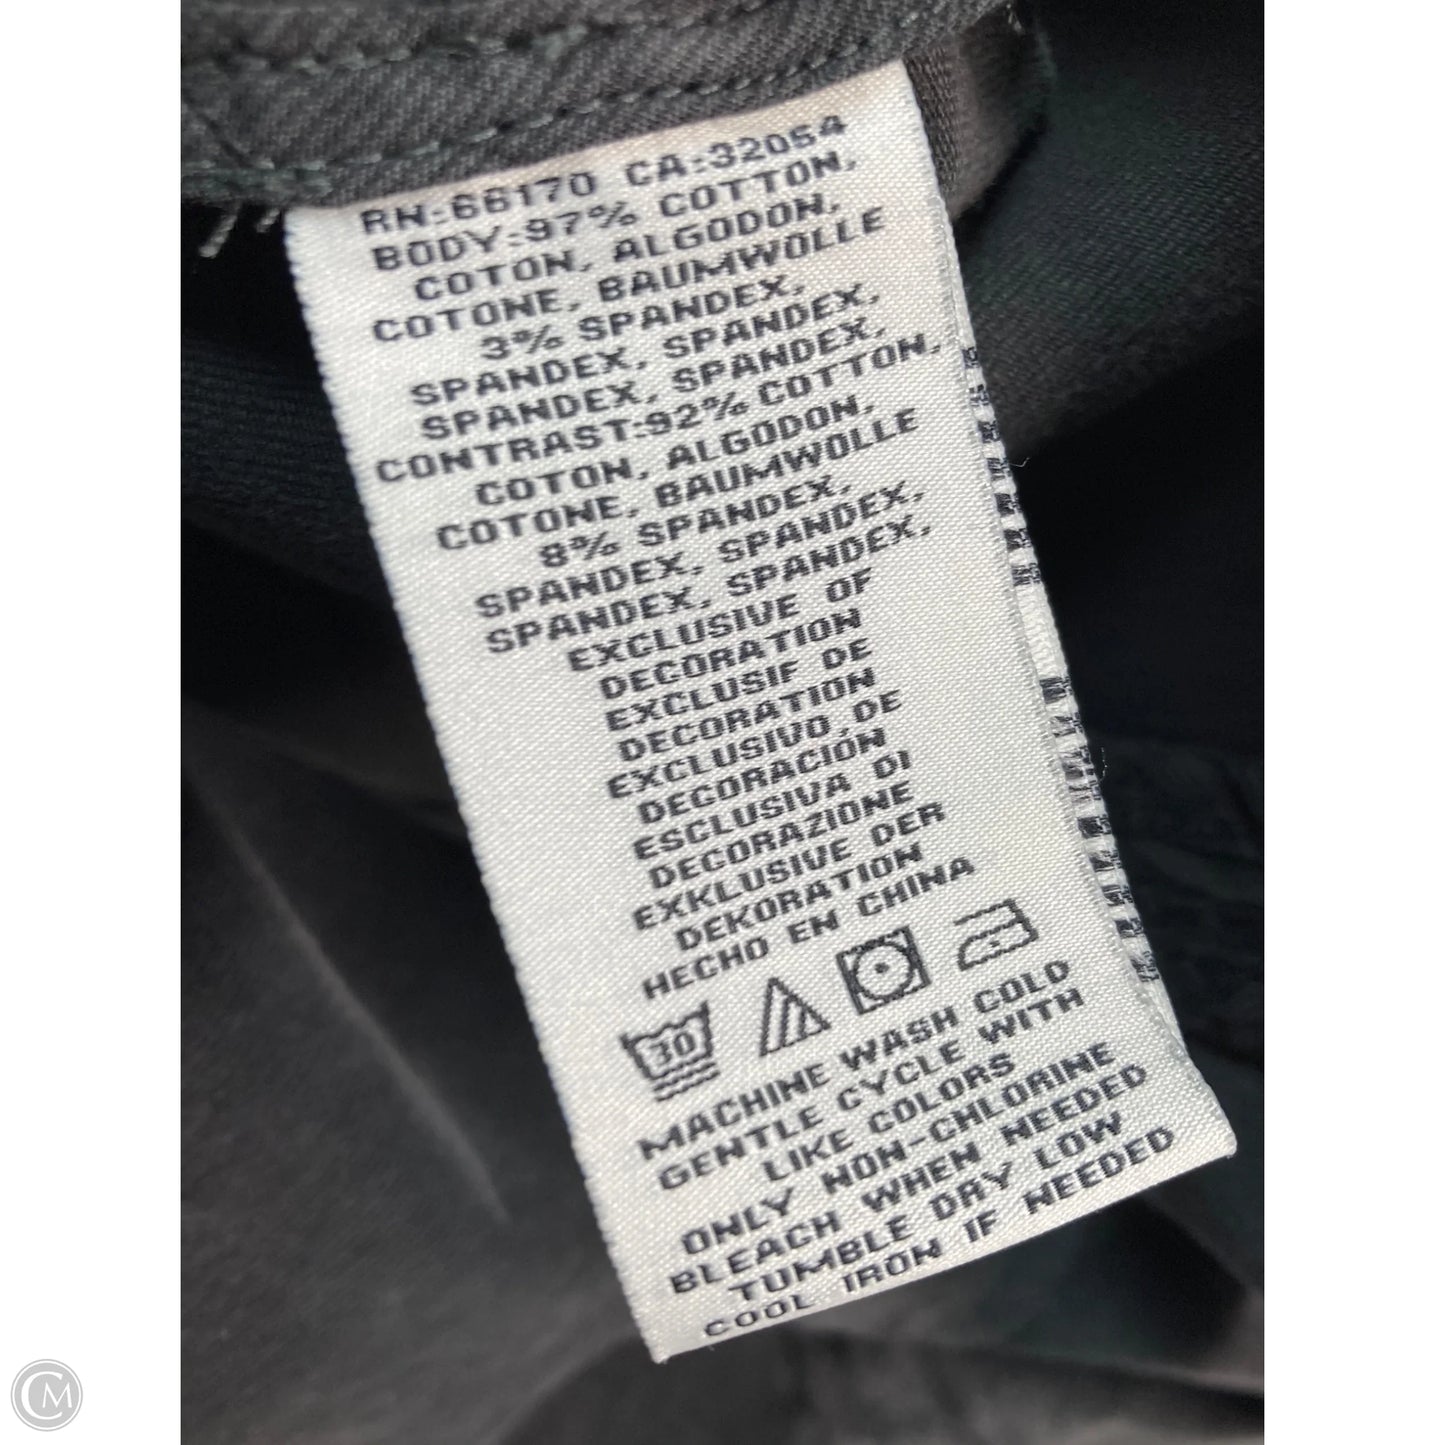 RN:66170 CA:32054
BODY:97% COTTON,
COTON, ALGODON,
COTONE, BAUMWOLLE
3% SPANDEX,
SPANDEX, SPANDEX,
SPANDEX, SPANDEX,
CONTRAST:92% COTTON,
COTON, ALGODON,
COTONE, BAUMWOLLE
8% SPANDEX,
SPANDEX, SPANDEX,
SPANDEX, SPANDEX,
EXCLUSIVE OF
DECORATION
EXCLUSIF DE
DECORATION
EXCLUSIVO DE
DECORACIÓN
ESCLUSIVA DI
DECORAZIONE
EXKLUSIVE DER
DEKORATION
HECHO EN CHINA
30
MACHINE WASH COLD
GENTLE CYCLE WITH
LIKE COLORS
ONLY NON-CHLORINE
BLEACH WHEN NEEDED
TUMBLE DRY LOW
COOL IRON IF NEEDED
CM